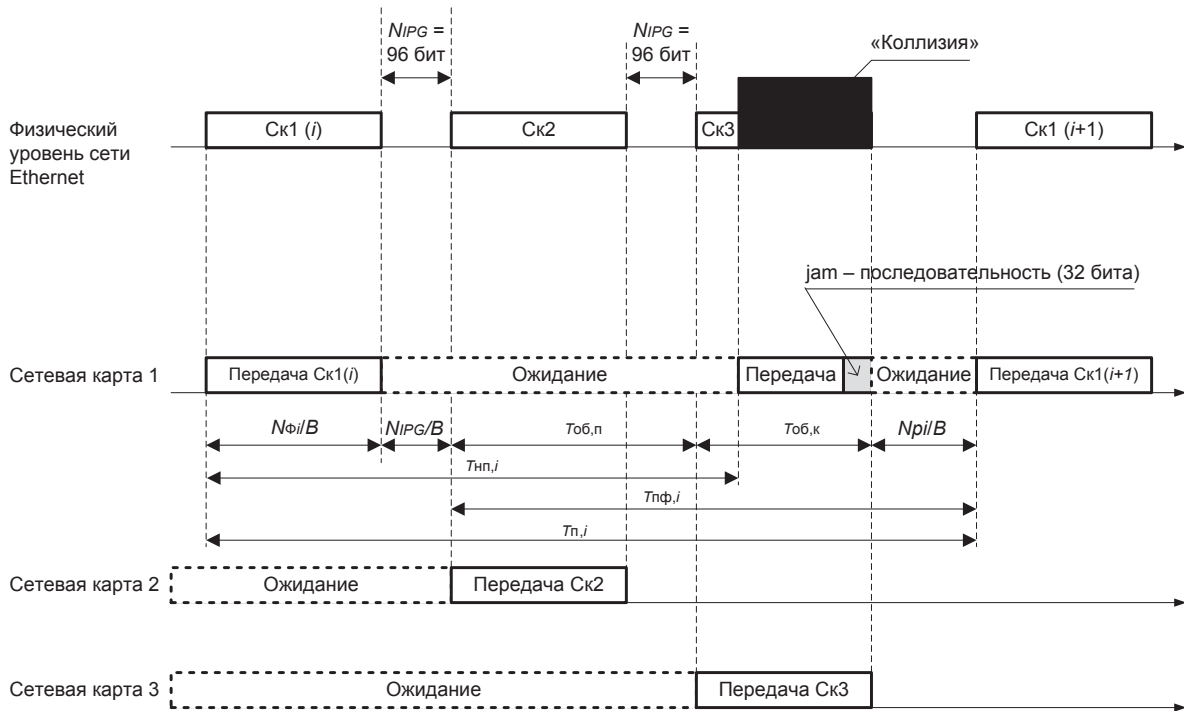 NIPG =
96 бит
NIPG =
96 бит
«Коллизия»
Физический
уровень сети
Ethernet
Ск1 (i)
Ск2
Ск3
Ск1 (i+1)
jam – последовательность (32 бита)
Сетевая карта 1
Передача Ск1(i)
Ожидание
Передача
Ожидание
Передача Ск1(i+1)
NФi/B
NIPG/B
Tоб,п
Tоб,к
Npi/B
Tнп,i
Tпф,i
Tп,i
Сетевая карта 2
Ожидание
Передача Ск2
Сетевая карта 3
Ожидание
Передача Ск3